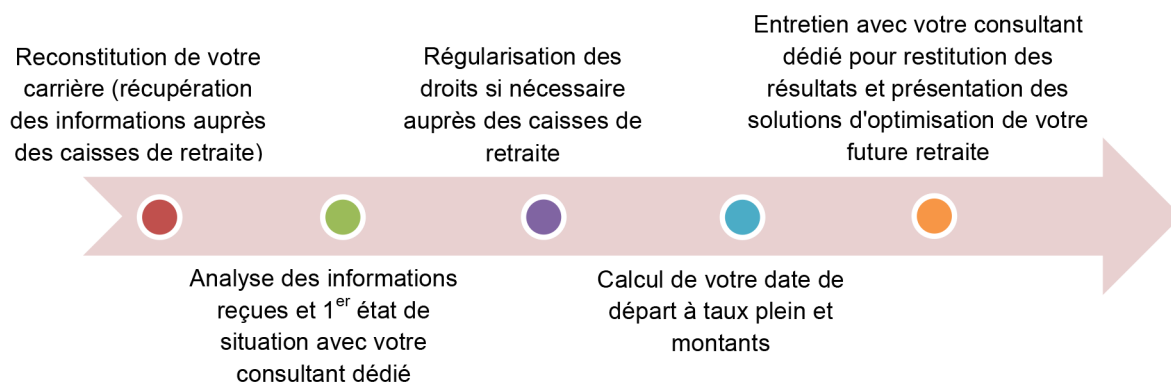 Reconstitution de votre
carrière (récupération
des informations auprès
des caisses de retraite)
Analyse des informations
reçues et 1er état de
situation avec votre
consultant dédié
Régularisation des
droits si nécessaire
auprès des caisses de
retraite
Calcul de votre date de
départ à taux plein et
montants
Entretien avec votre consultant
dédié pour restitution des
résultats et présentation des
solutions d'optimisation de votre
future retraite